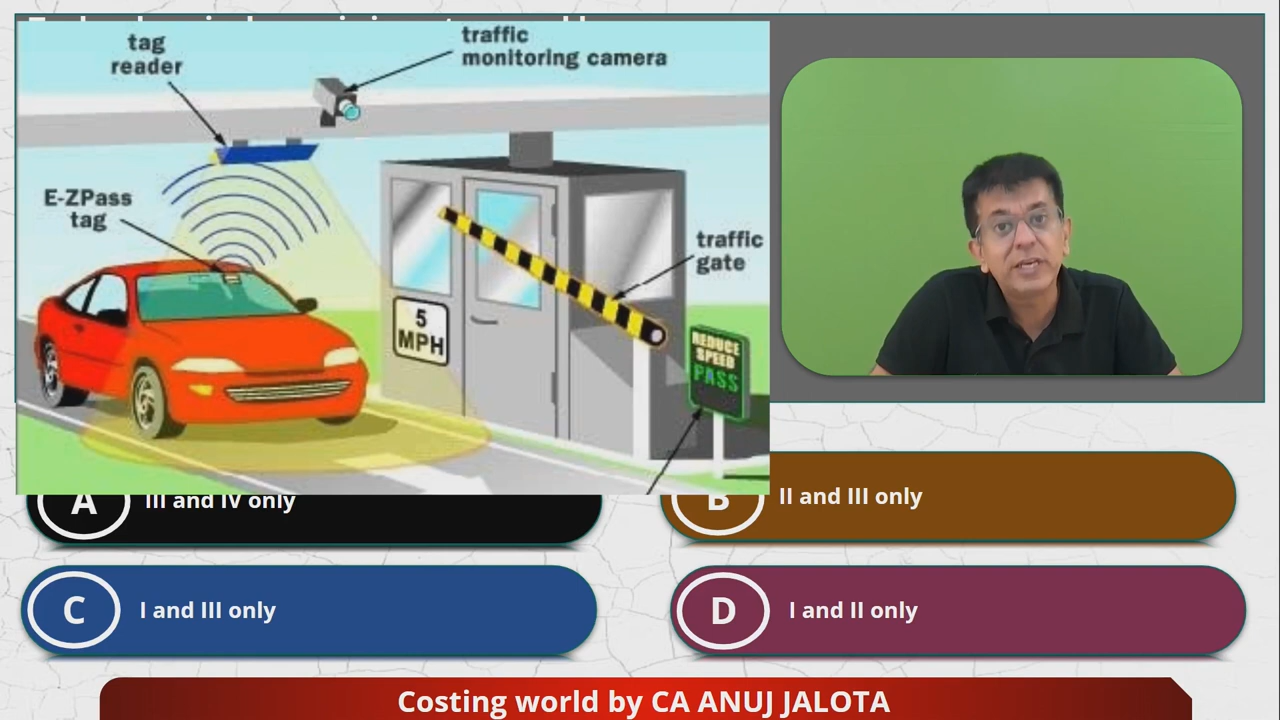 tag
reader
traffic
monitoring camera
E-ZPass
tag
traffic
gate
5
MPH
REDUCE
SPEED
PASS
A
III and IV only
B
II and III only
C
I and III only
D
I and II only
Costing world by CA ANUJ JALOTA